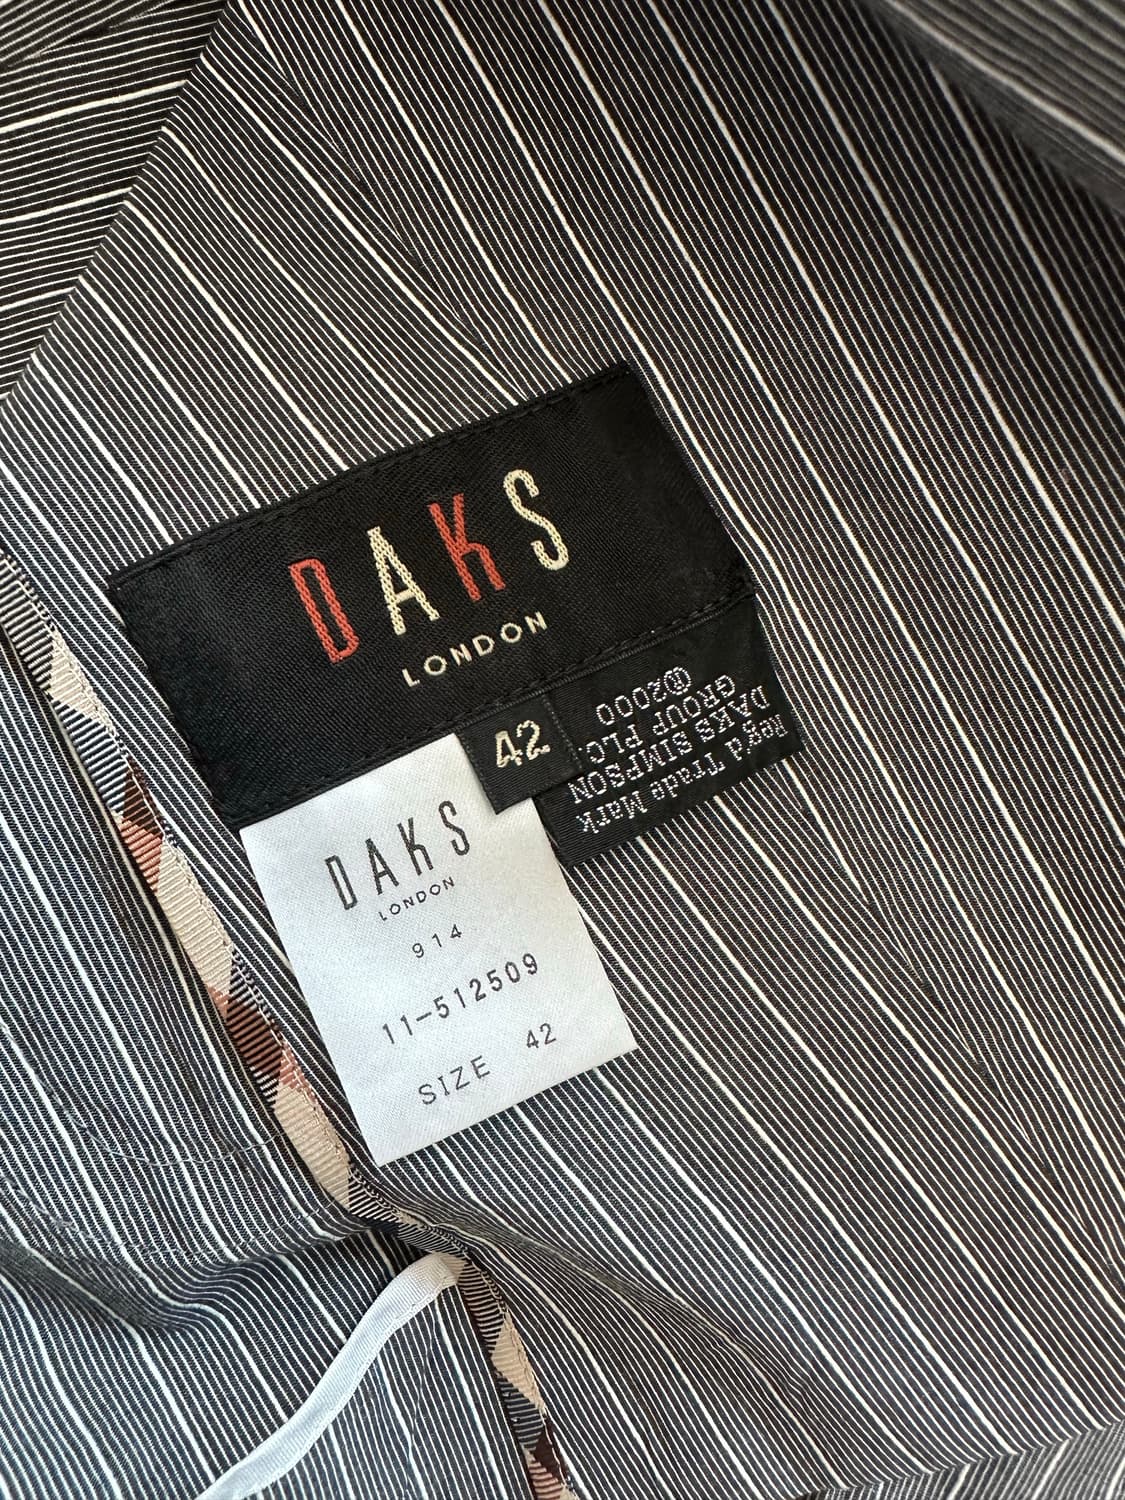 DAKS
LONDON
42
Reg'd Trade Mark
DAKS SIMPSON
GROUP PLC.
®2000
DAKS
LONDON
914
11-512509
SIZE 42